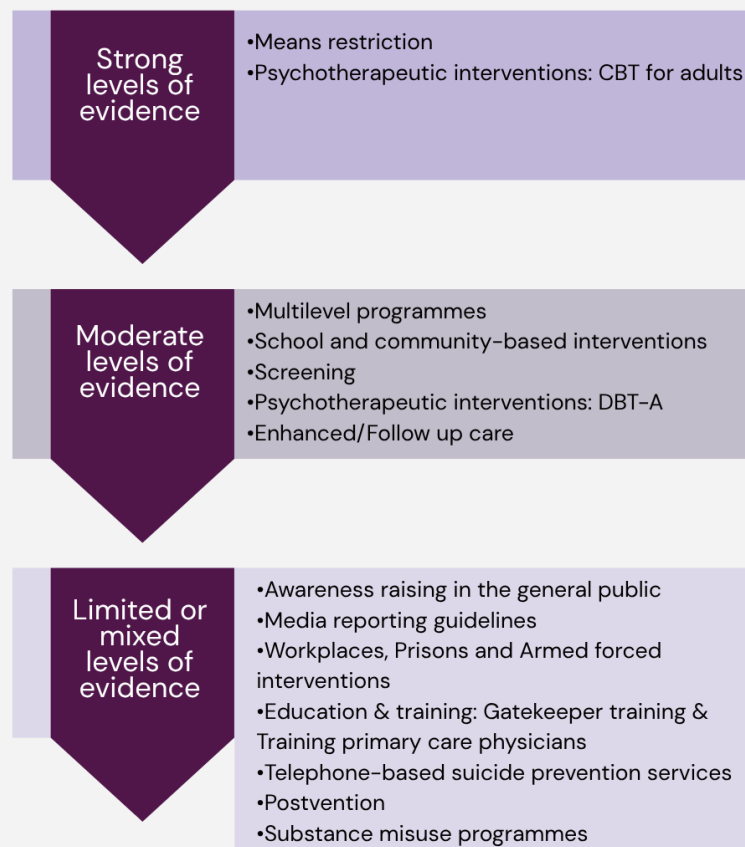 Strong
levels of
evidence
•Means restriction
•Psychotherapeutic interventions: CBT for adults
Moderate
levels of
evidence
•Multilevel programmes
•School and community-based interventions
•Screening
•Psychotherapeutic interventions: DBT-A
•Enhanced/Follow up care
Limited or
mixed
levels of
evidence
•Awareness raising in the general public
•Media reporting guidelines
•Workplaces, Prisons and Armed forced
interventions
•Education & training: Gatekeeper training &
Training primary care physicians
•Telephone-based suicide prevention services
•Postvention
•Substance misuse programmes